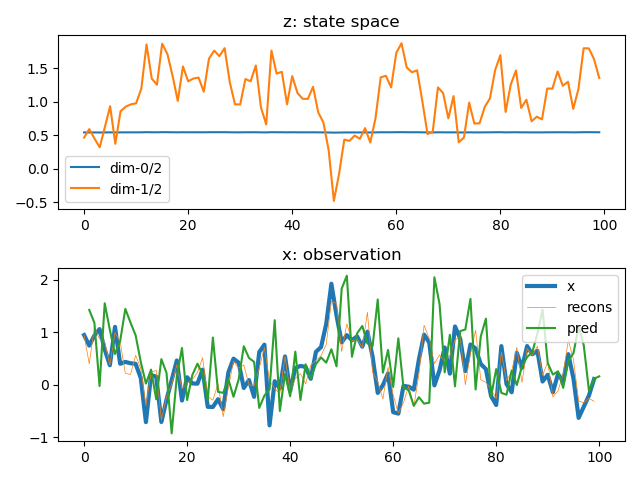 z: state space
1.5
1.0
0.5
0.0
−0.5
dim-0/2
dim-1/2
0 20 40 60 80 100
x: observation
2
1
0
−1
x
recons
pred
0 20 40 60 80 100